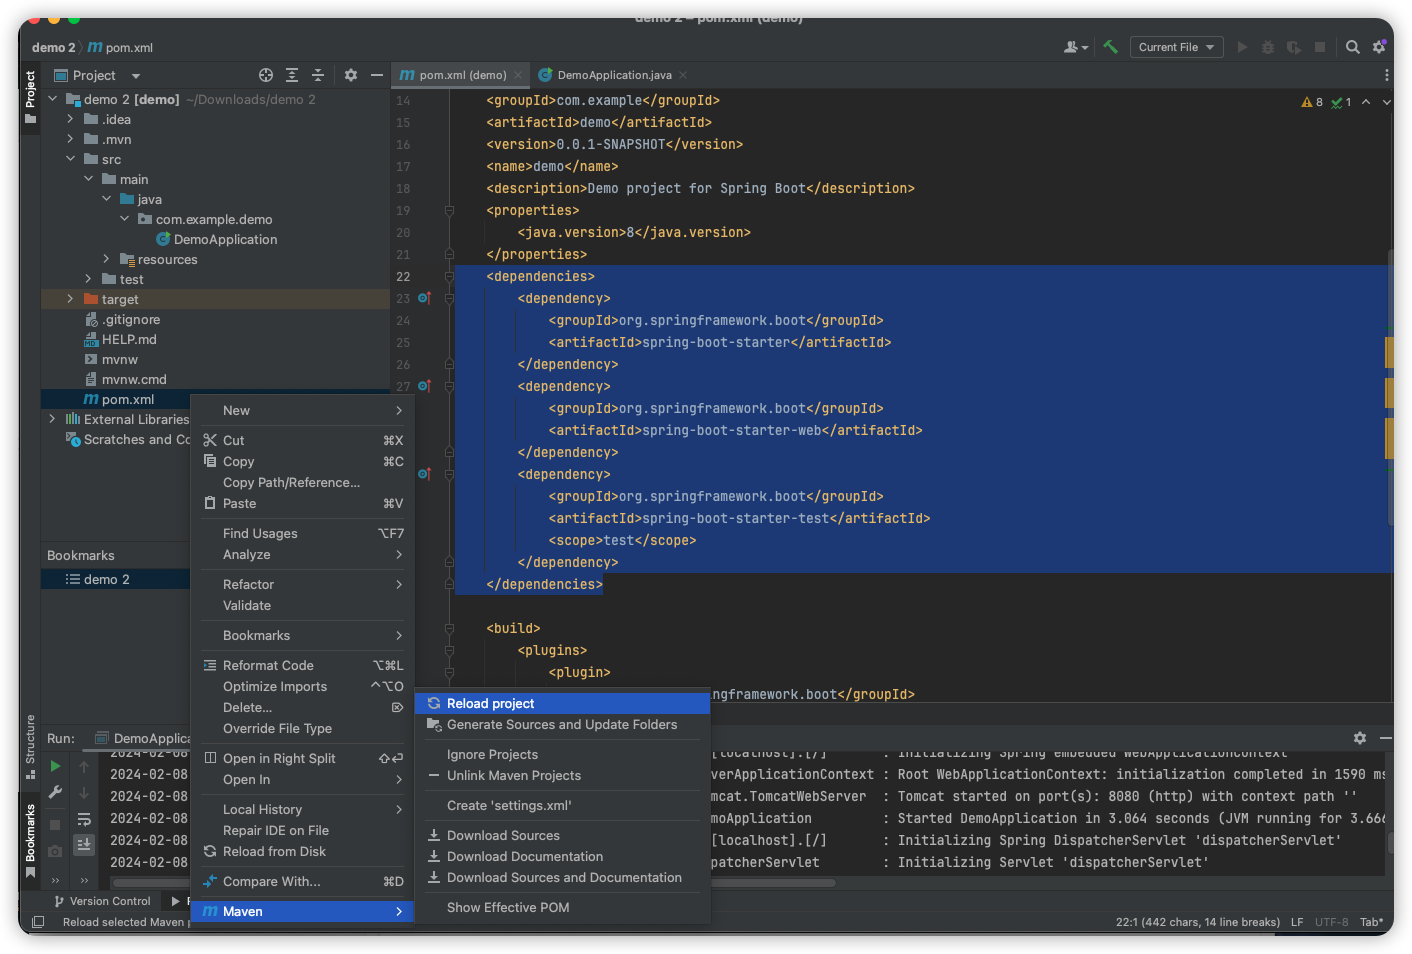 demo 2 – pom.xml (demo)
demo 2
pom.xml
Current File
Project
Project
pom.xml (demo)
DemoApplication.java
demo 2 [demo] ~/Downloads/demo 2
.idea
.mvn
src
main
java
com.example.demo
DemoApplication
resources
test
target
.gitignore
HELP.md
mvnw
mvnw.cmd
pom.xml
External Libraries
Scratches and Co
Bookmarks
demo 2
8
1
14 <groupId>com.example</groupId>
15 <artifactId>demo</artifactId>
16 <version>0.0.1-SNAPSHOT</version>
17 <name>demo</name>
18 <description>Demo project for Spring Boot</description>
19 <properties>
20 <java.version>8</java.version>
21 </properties>
22 <dependencies>
23 <dependency>
24 <groupId>org.springframework.boot</groupId>
25 <artifactId>spring-boot-starter</artifactId>
26 </dependency>
27 <dependency>
<groupId>org.springframework.boot</groupId>
<artifactId>spring-boot-starter-web</artifactId>
</dependency>
<dependency>
<groupId>org.springframework.boot</groupId>
<artifactId>spring-boot-starter-test</artifactId>
<scope>test</scope>
</dependency>
</dependencies>
<build>
<plugins>
<plugin>
ngframework.boot</groupId>
New
Cut ⌘X
Copy ⌘C
Copy Path/Reference...
Paste ⌘V
Find Usages ⌥F7
Analyze
Refactor
Validate
Bookmarks
Reformat Code ⌥⌘L
Optimize Imports ^⌥O
Delete... ⌦
Override File Type
Open in Right Split ⇧↩
Open In
Local History
Repair IDE on File
Reload from Disk
Compare With... ⌘D
Maven
Reload project
Generate Sources and Update Folders
Ignore Projects
Unlink Maven Projects
Create 'settings.xml'
Download Sources
Download Documentation
Download Sources and Documentation
Show Effective POM
Structure
Bookmarks
Run: DemoApplica
2024-02-08 [localhost].[/] : Initializing Spring embedded WebApplicationContext
2024-02-08 verApplicationContext : Root WebApplicationContext: initialization completed in 1590 ms
2024-02-08 mcat.TomcatWebServer : Tomcat started on port(s): 8080 (http) with context path ''
2024-02-08 moApplication : Started DemoApplication in 3.064 seconds (JVM running for 3.666
2024-02-08 [localhost].[/] : Initializing Spring DispatcherServlet 'dispatcherServlet'
2024-02-08 patcherServlet : Initializing Servlet 'dispatcherServlet'
Version Control
Reload selected Maven p
22:1 (442 chars, 14 line breaks) LF UTF-8 Tab*